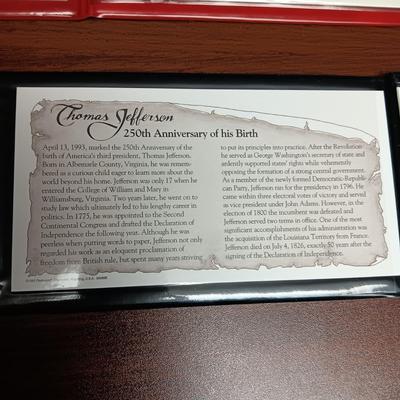 Thomas Jefferson
250th Anniversary of his Birth
April 13, 1993, marked the 250th anniversary of the
birth of America's third president, Thomas Jefferson.
Born in Albemarle County, Virginia, he was remem-
bered as a curious child eager to learn more about the
world beyond his home. Jefferson was only 17 when he
entered the College of William and Mary in
Williamsburg, Virginia. Two years later, he went on to
study law which ultimately led to his lengthy career in
politics. In 1775, he was appointed to the Second
Continental Congress and drafted the Declaration of
Independence the following year. Although he was
peerless when putting words to paper, Jefferson not only
regarded his work as an eloquent proclamation of
freedom from British rule, but spent many years striving
to put its principles into practice. After the Revolution
he served as George Washington's secretary of state and
ardently supported states' rights while vehemently
opposing the formation of a strong central government.
As a member of the newly formed Democratic-Republi-
can Party, Jefferson ran for the presidency in 1796. He
came within three electoral votes of victory and served
as vice president under John Adams. However, in the
election of 1800 the incumbent was defeated and
Jefferson served two terms in office. One of the most
significant accomplishments of his administration was
the acquisition of the Louisiana Territory from France.
Jefferson died on July 4, 1826, exactly 50 years after the
signing of the Declaration of Independence.